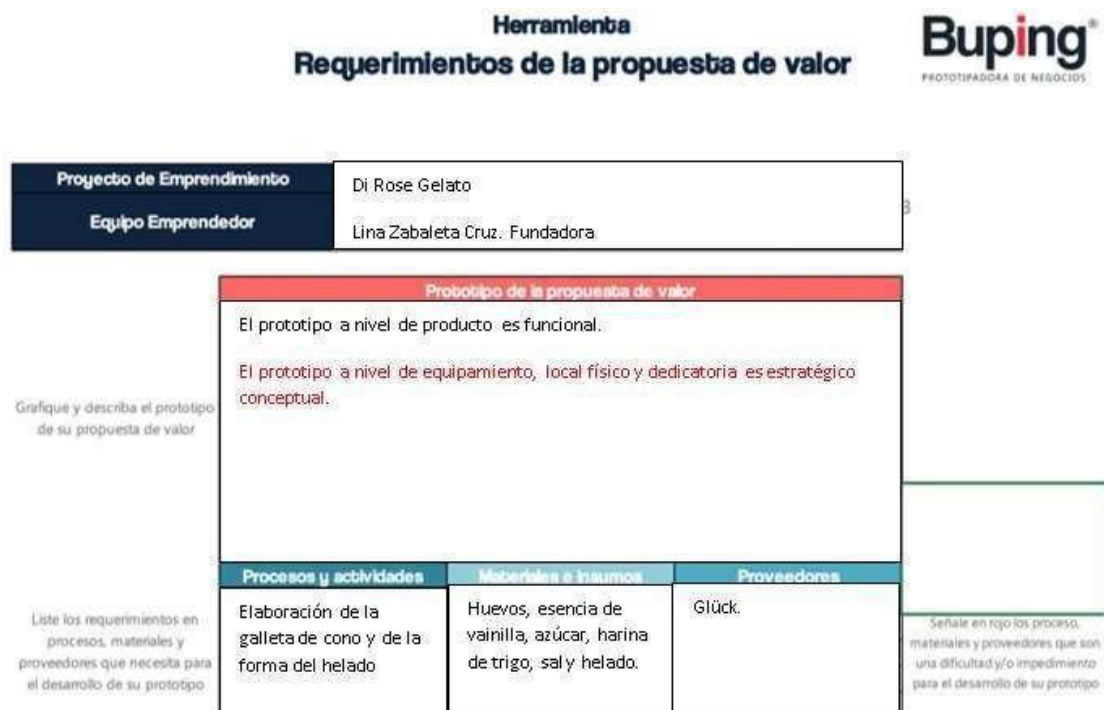 Herramienta
Requerimientos de la propuesta de valor
Buping®
PROTOTIPADORA DE NEGOCIOS
Proyecto de Emprendimiento
Di Rose Gelato
Equipo Emprendedor
Lina Zabaleta Cruz. Fundadora
3
Prototipo de la propuesta de valor
El prototipo a nivel de producto es funcional.
El prototipo a nivel de equipamiento, local físico y dedicatoria es estratégico
conceptual.
Grafique y describa el prototipo
de su propuesta de valor
Procesos y actividades
Materiales e insumos
Proveedores
Liste los requerimientos en
procesos, materiales y
proveedores que necesita para
el desarrollo de su prototipo
Elaboración de la
galleta de cono y de la
forma del helado
Huevos, esencia de
vainilla, azúcar, harina
de trigo, sal y helado.
Glück.
Señale en rojo los proceso,
materiales y proveedores que son
una dificultad y/o impedimento
para el desarrollo de su prototipo